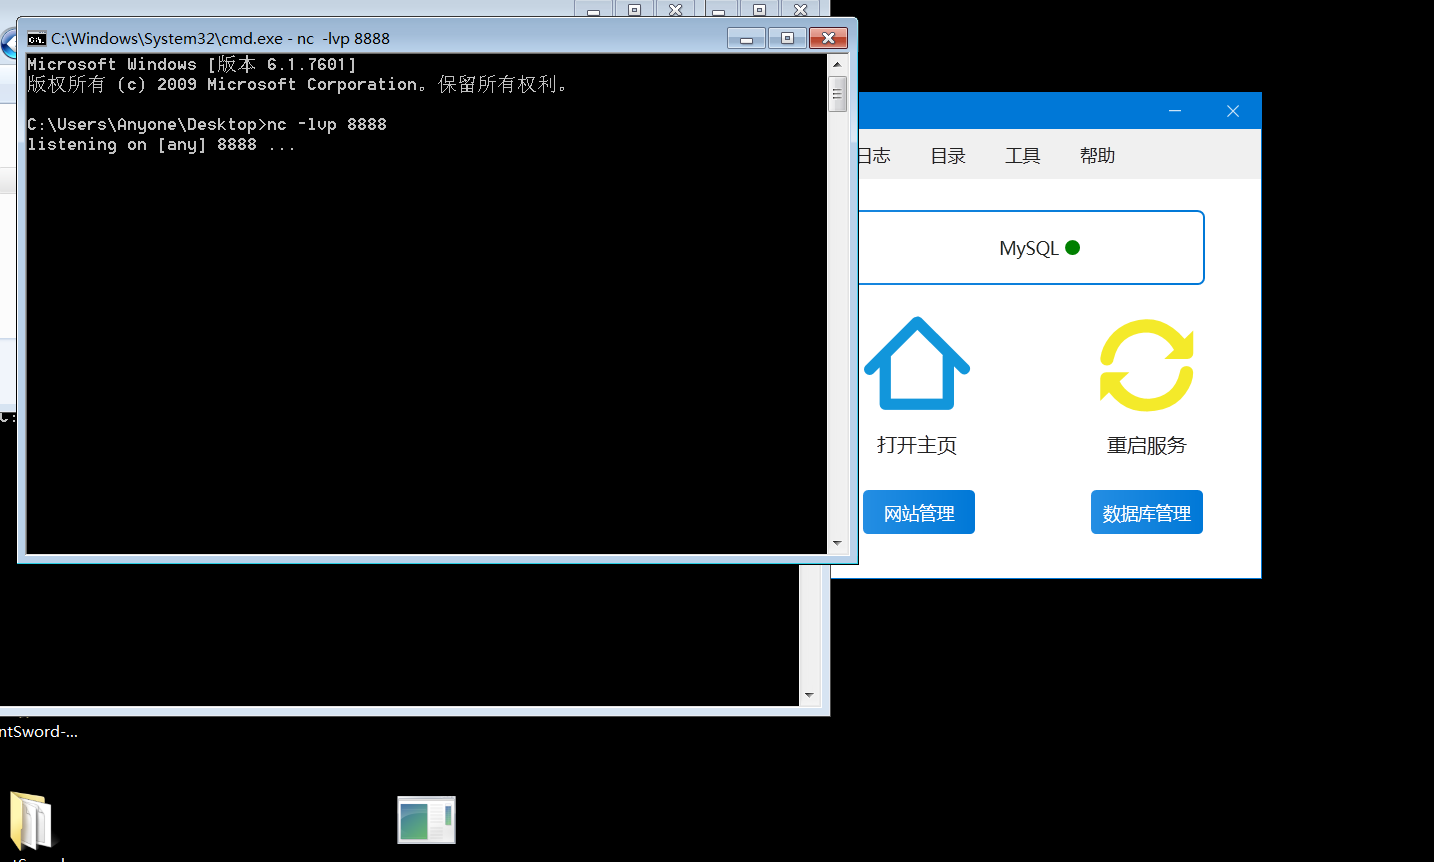 C:\Windows\System32\cmd.exe - nc  -lvp 8888
Microsoft Windows [版本 6.1.7601]
版权所有 (c) 2009 Microsoft Corporation。保留所有权利。
C:\Users\Anyone\Desktop>nc -lvp 8888
listening on [any] 8888 ...
日志 目录 工具 帮助
MySQL
打开主页 重启服务
网站管理 数据库管理
ntSword-...